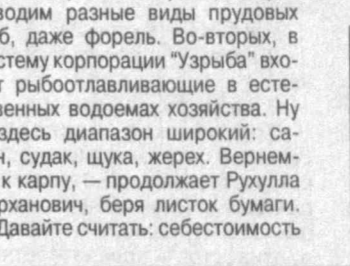 водим разные виды прудовых
б, даже форель. Во-вторых, в
стему корпорации “Узрыба” вхо-
т рыбоотлавливающие в есте-
венных водоемах хозяйства. Ну
здесь диапазон широкий: са-
н, судак, щука, жерех. Вернем-
к карпу, — продолжает Рухулла
рханович, беря листок бумаги.
Давайте считать: себестоимость